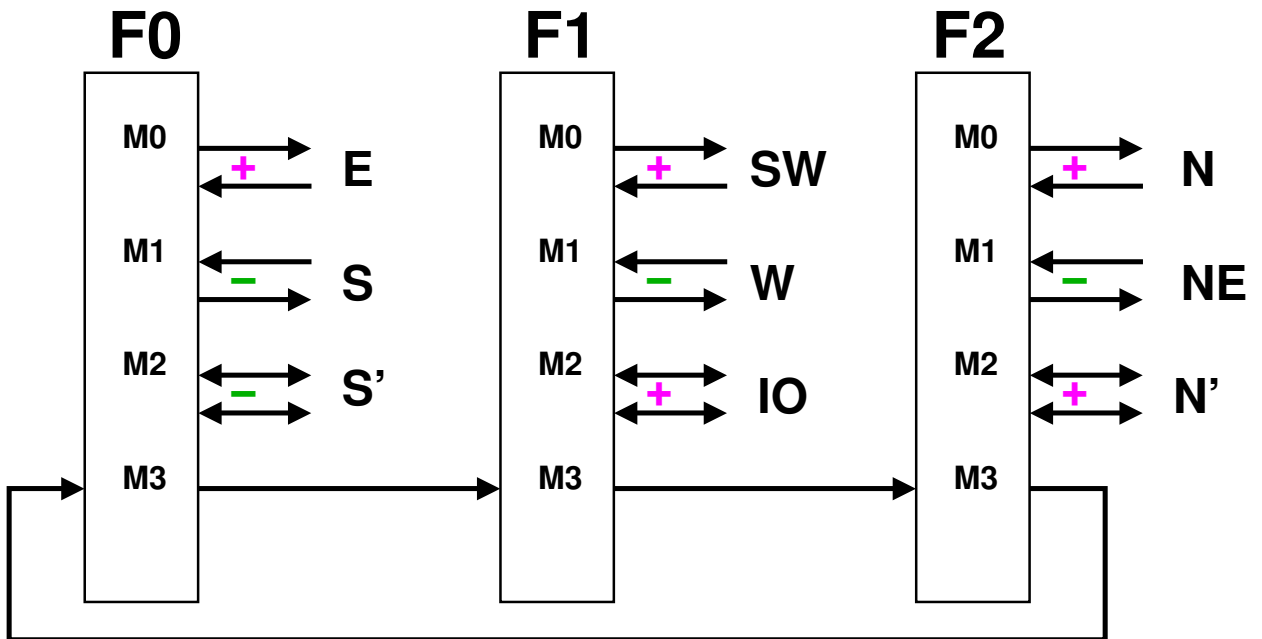 F0 F1 F2
M0 + E M0 + SW M0 + N
M1 − S M1 − W M1 − NE
M2 − S’ M2 + IO M2 + N’
M3 M3 M3